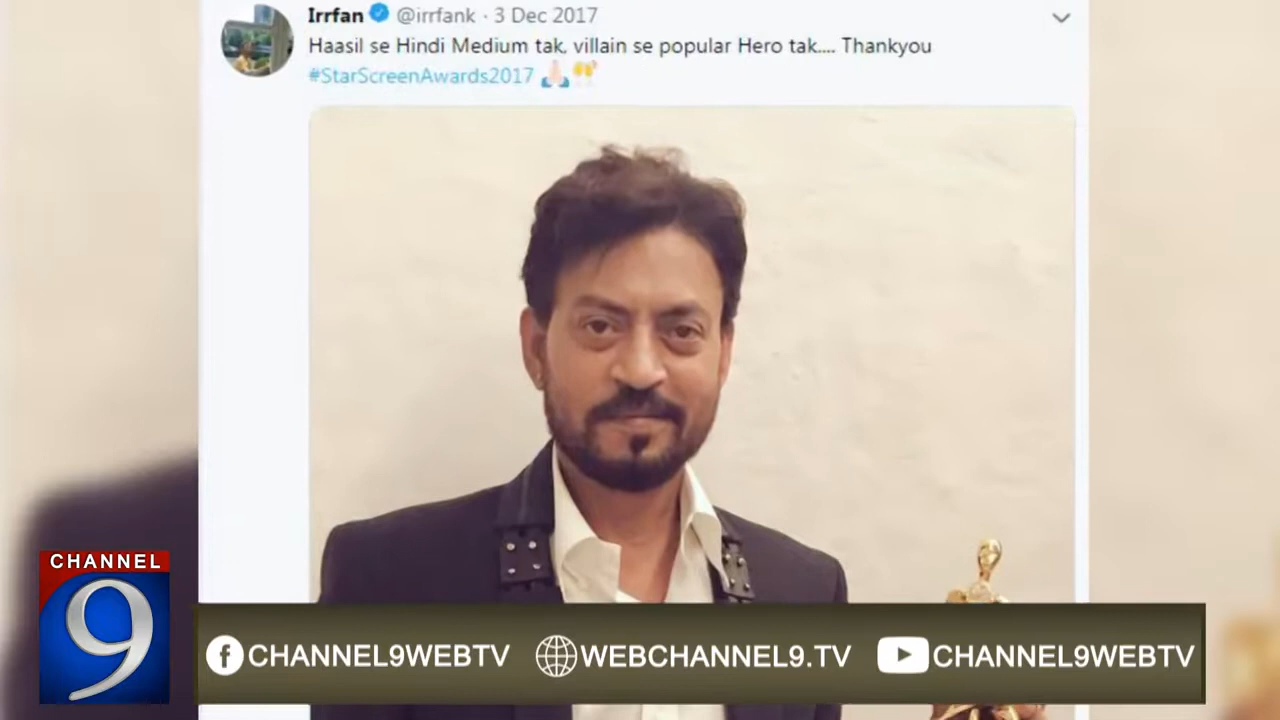 Irrfan @irrfank · 3 Dec 2017
Haasil se Hindi Medium tak, villain se popular Hero tak.... Thankyou
#StarScreenAwards2017 🙏🏻🥂
CHANNEL
9
CHANNEL9WEBTV WEBCHANNEL9.TV CHANNEL9WEBTV